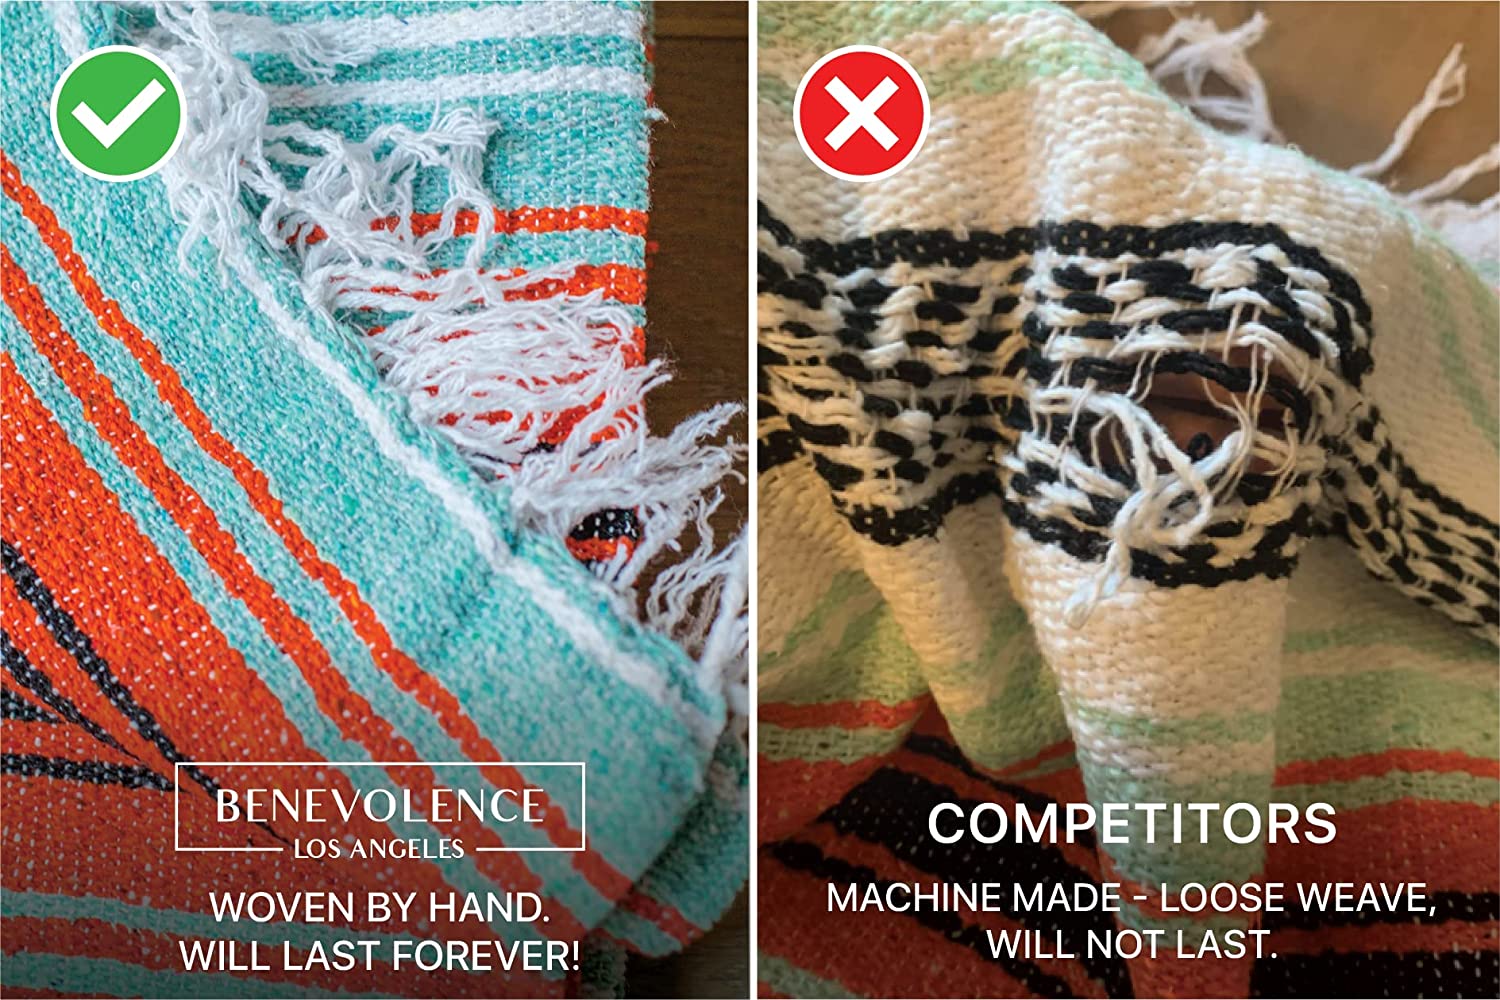 BENEVOLENCE
LOS ANGELES
WOVEN BY HAND.
WILL LAST FOREVER!
COMPETITORS
MACHINE MADE - LOOSE WEAVE,
WILL NOT LAST.